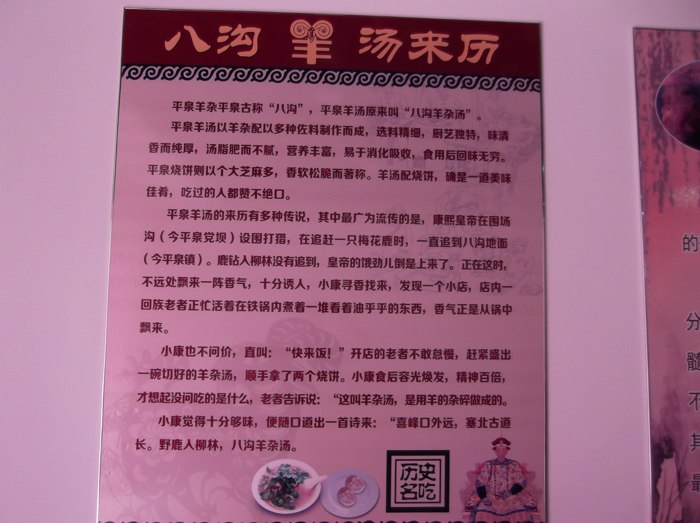 八沟羊汤来历
平泉羊杂平泉古称“八沟”，平泉羊汤原来叫“八沟羊杂汤”。
平泉羊汤以羊杂配以多种佐料制作而成，选料精细，厨艺独特，味清
香而纯厚，汤脂肥而不腻，营养丰富，易于消化吸收，食用后回味无穷。
平泉烧饼则以个大芝麻多，香软松脆而著称。羊汤配烧饼，确是一道美味
佳肴，吃过的人都赞不绝口。
平泉羊汤的来历有多种传说，其中最广为流传的是，康熙皇帝在围场
沟（今平泉党坝）设围打猎，在追赶一只梅花鹿时，一直追到八沟地面
（今平泉镇）。鹿钻人柳林没有追到，皇帝的饿劲儿倒是上来了。正在这时，
不远处飘来一阵香气，十分诱人，小康寻香找来，发现一个小店，店内一
回族老者正忙活着在铁锅内煮着一堆看着油乎乎的东西，香气正是从锅中
飘来。
小康也不问价，直叫：“快来饭！”开店的老者不敢怠慢，赶紧盛出
一碗切好的羊杂汤，顺手拿了两个烧饼。小康食后容光焕发，精神百倍，
才想起没问吃的是什么，老者告诉说：“这叫羊杂汤，是用羊的杂碎做成的。
小康觉得十分够味，便随口道出一首诗来：“喜峰口外远，塞北古道
长。野鹿人柳林，八沟羊杂汤。
历史
名吃
的
分
髓
不
其
最